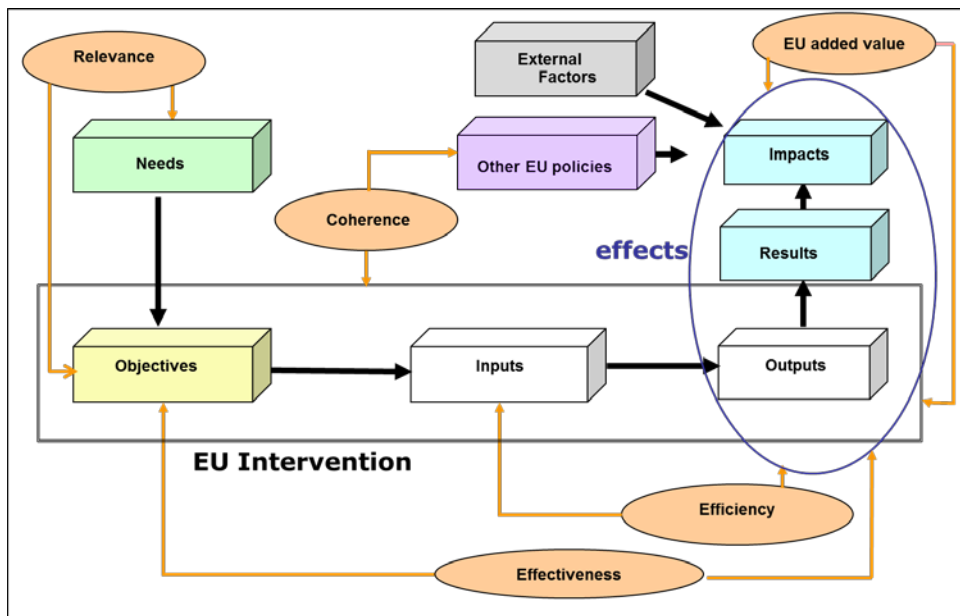 Relevance
External
Factors
EU added value
Needs
Other EU policies
Impacts
Coherence
effects
Results
Objectives
Inputs
Outputs
EU Intervention
Efficiency
Effectiveness